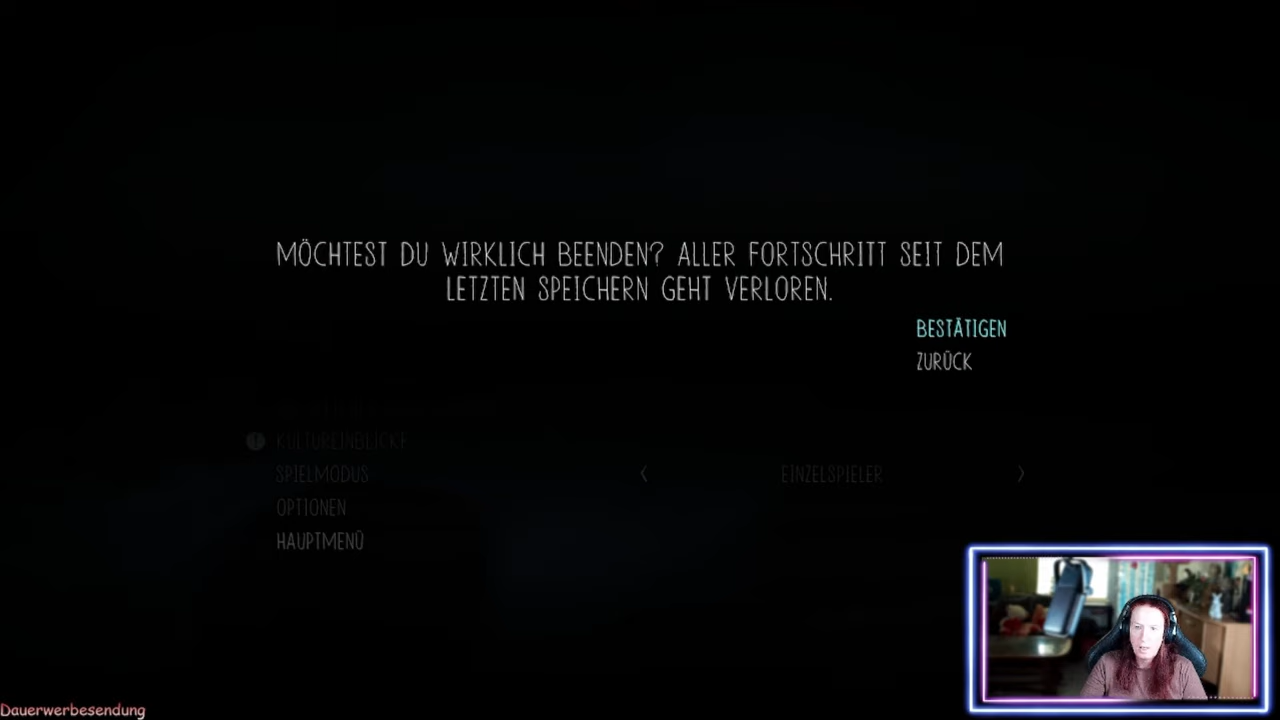 MÖCHTEST DU WIRKLICH BEENDEN? ALLER FORTSCHRITT SEIT DEM
LETZTEN SPEICHERN GEHT VERLOREN.
BESTÄTIGEN
ZURÜCK
KULTUREINBLICKE
SPIELMODUS < EINZELSPIELER >
OPTIONEN
HAUPTMENÜ
Dauerwerbesendung